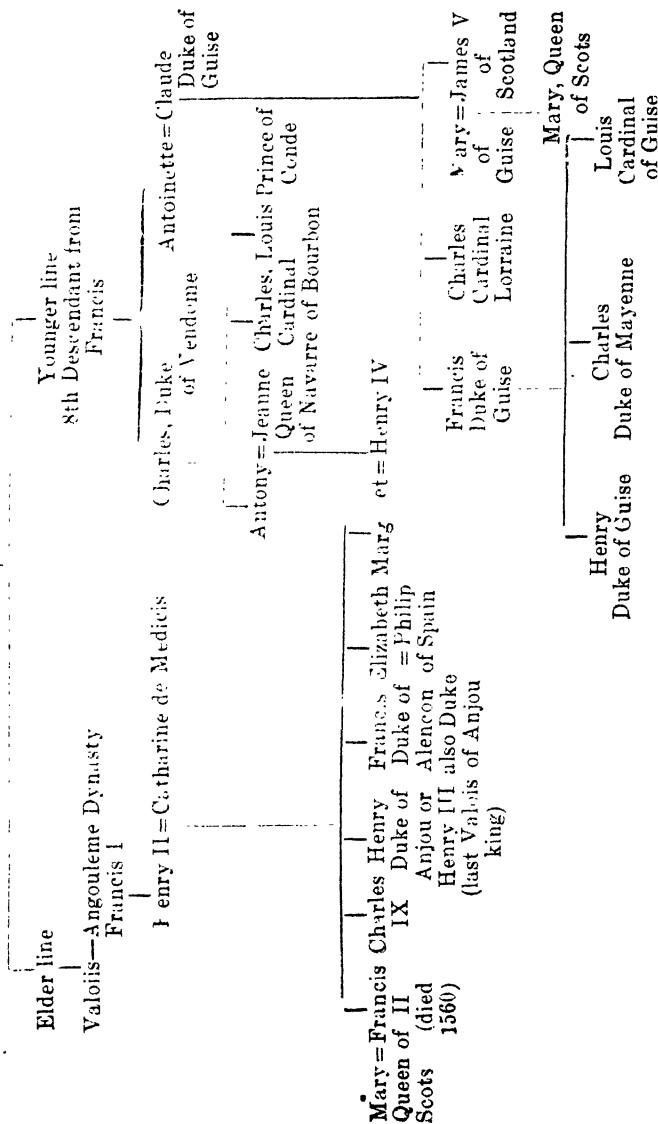 Elder line
Valoiis—Angouleme Dynasty
Francis I
Henry II=Catharine de Medicis
Mary=Francis
Queen of II
Scots (died
1560)
Charles
IX
Henry
Duke of
Anjou or
Henry III
(last Valois
king)
Francis
Duke of
Alencon
also Duke
of Anjou
Elizabeth
=Philip
of Spain
Marg et=Henry IV
Younger line
8th Descendant from
Francis
Charles, Duke
of Vendome
Antoinette=Claude
Duke of
Guise
Antony=Jeanne
Queen
of Navarre
Charles,
Cardinal
of Bourbon
Louis Prince of
Conde
Francis
Duke of
Guise
Charles
Cardinal
Lorraine
Mary=James V
of of
Guise Scotland
Mary, Queen
of Scots
Henry
Duke of Guise
Charles
Duke of Mayenne
Louis
Cardinal
of Guise